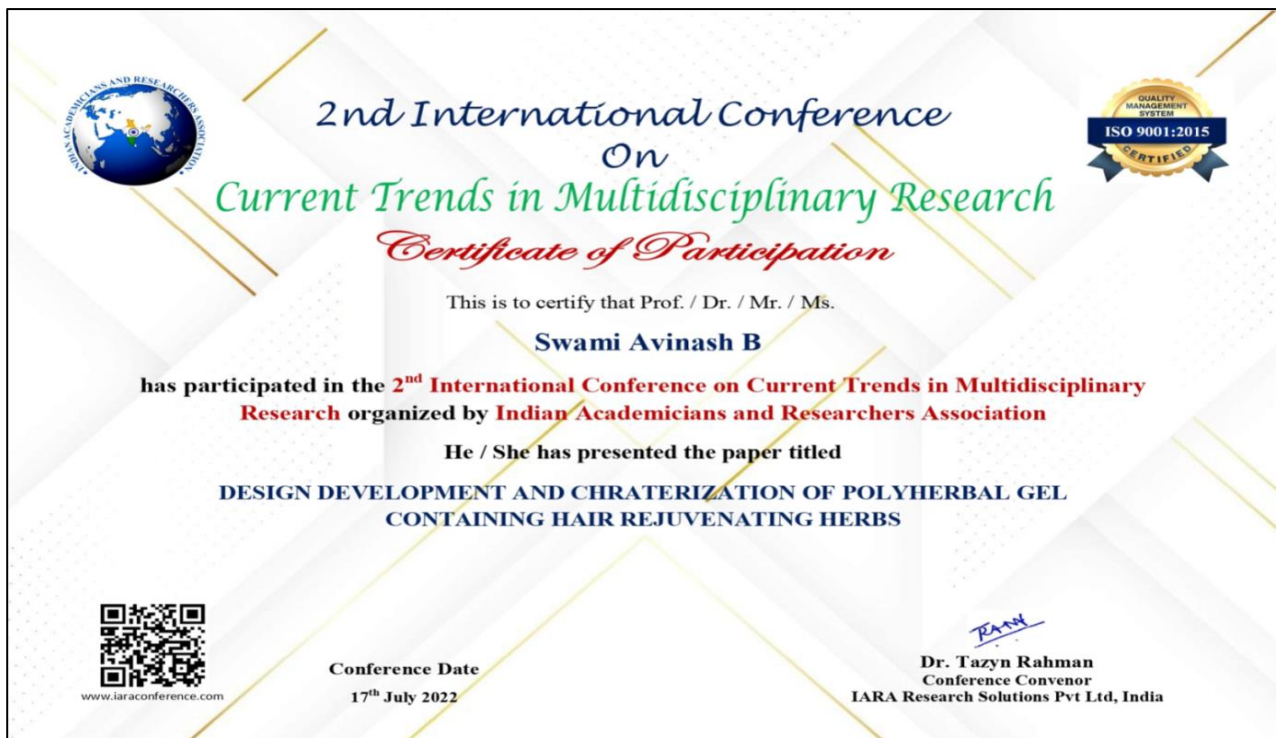 INDIAN ACADEMICIANS AND RESEARCHERS ASSOCIATION
2nd International Conference
On
Current Trends in Multidisciplinary Research
Certificate of Participation
QUALITY
MANAGEMENT
SYSTEM
ISO 9001:2015
CERTIFIED
This is to certify that Prof. / Dr. / Mr. / Ms.
Swami Avinash B
has participated in the 2nd International Conference on Current Trends in Multidisciplinary
Research organized by Indian Academicians and Researchers Association
He / She has presented the paper titled
DESIGN DEVELOPMENT AND CHRATERIZATION OF POLYHERBAL GEL
CONTAINING HAIR REJUVENATING HERBS
www.iaraconference.com
Conference Date
17th July 2022
Dr. Tazyn Rahman
Conference Convenor
IARA Research Solutions Pvt Ltd, India